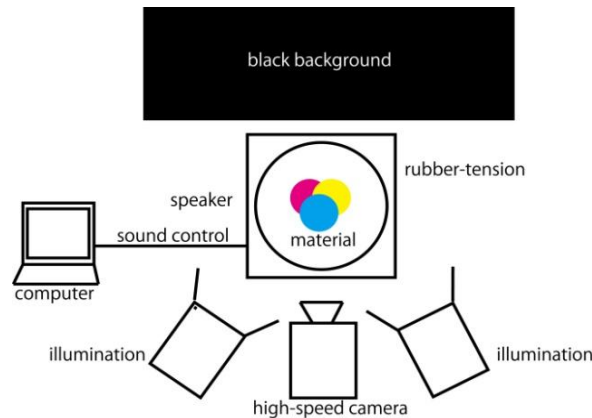 black background
rubber-tension
speaker
sound control
material
computer
illumination
illumination
high-speed camera